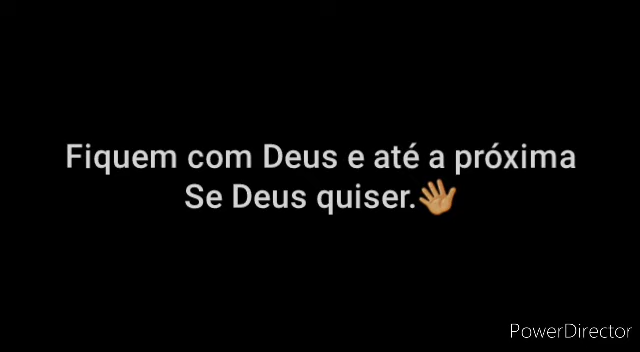 Fiquem com Deus e até a próxima
Se Deus quiser.👋🏽
PowerDirector